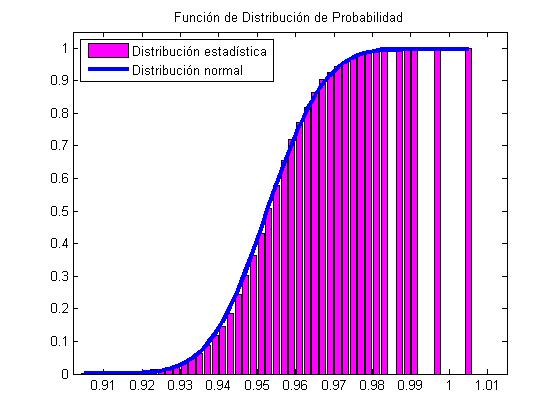 Función de Distribución de Probabilidad
Distribución estadística
Distribución normal
1
0.9
0.8
0.7
0.6
0.5
0.4
0.3
0.2
0.1
0
0.91 0.92 0.93 0.94 0.95 0.96 0.97 0.98 0.99 1 1.01